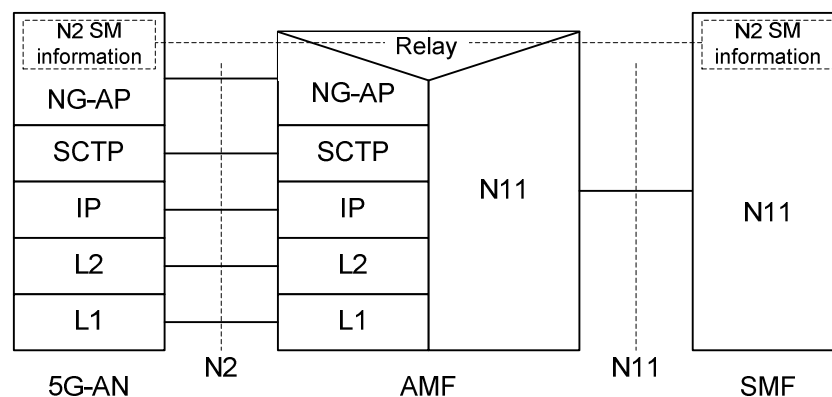 N2 SM
information
NG-AP
SCTP
IP
L2
L1
5G-AN
N2
Relay
NG-AP
SCTP
IP
L2
L1
N11
AMF
N11
N2 SM
information
N11
SMF